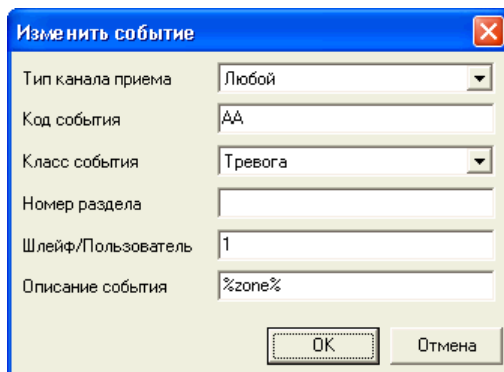 Изменить событие
Тип канала приема Любой
Код события АА
Класс события Тревога
Номер раздела
Шлейф/Пользователь 1
Описание события %zone%
OK Отмена